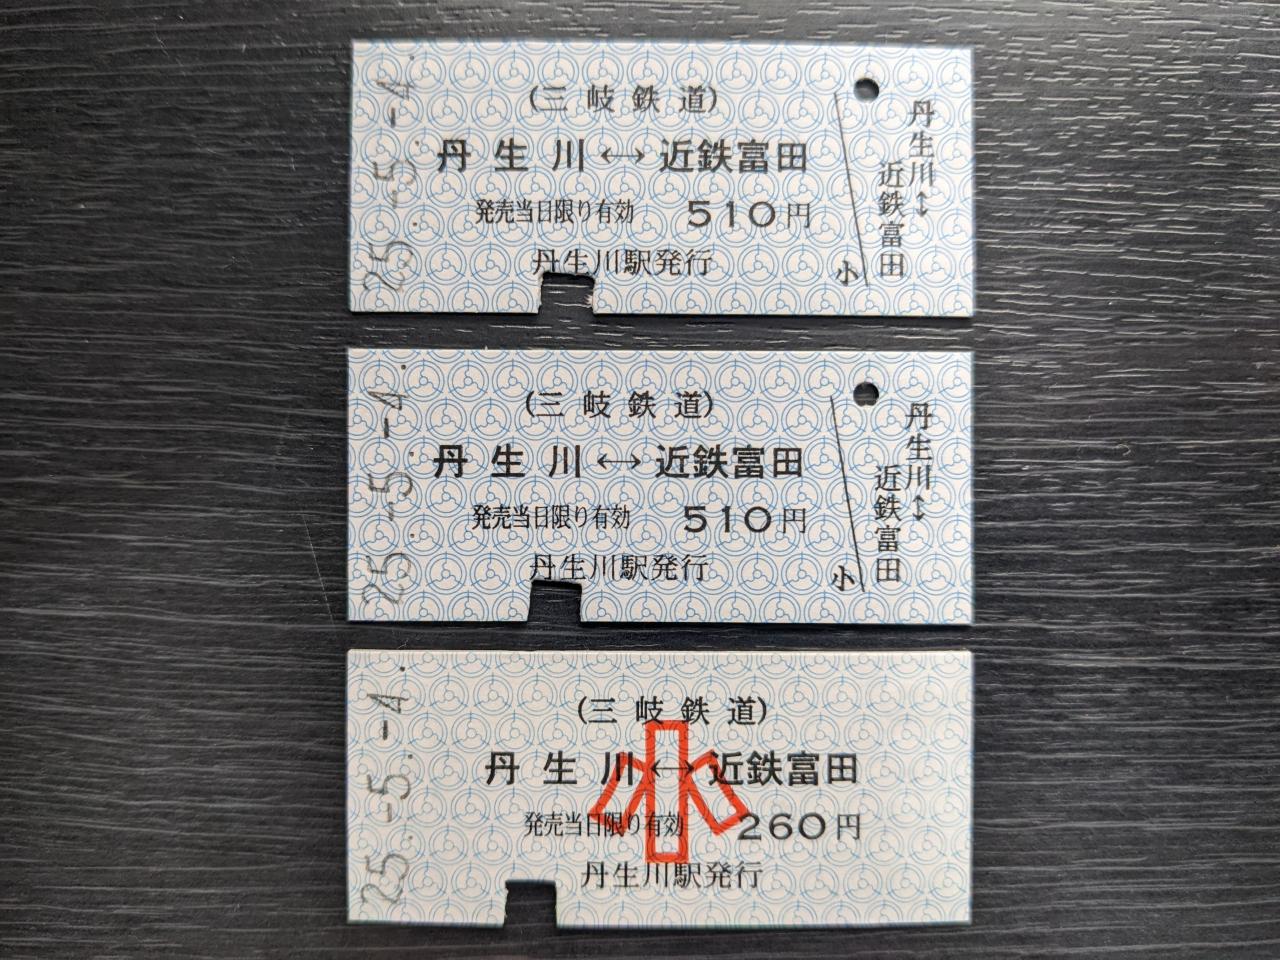 25.-5.-4.
(三岐鉄道)
丹生川↔近鉄富田
発売当日限り有効 510円
丹生川駅発行
小
丹生川↔
近鉄富田
25.-5.-4.
(三岐鉄道)
丹生川↔近鉄富田
発売当日限り有効 510円
丹生川駅発行
小
丹生川↔
近鉄富田
25.-5.-4.
(三岐鉄道)
丹生川↔近鉄富田
小
発売当日限り有効 260円
丹生川駅発行